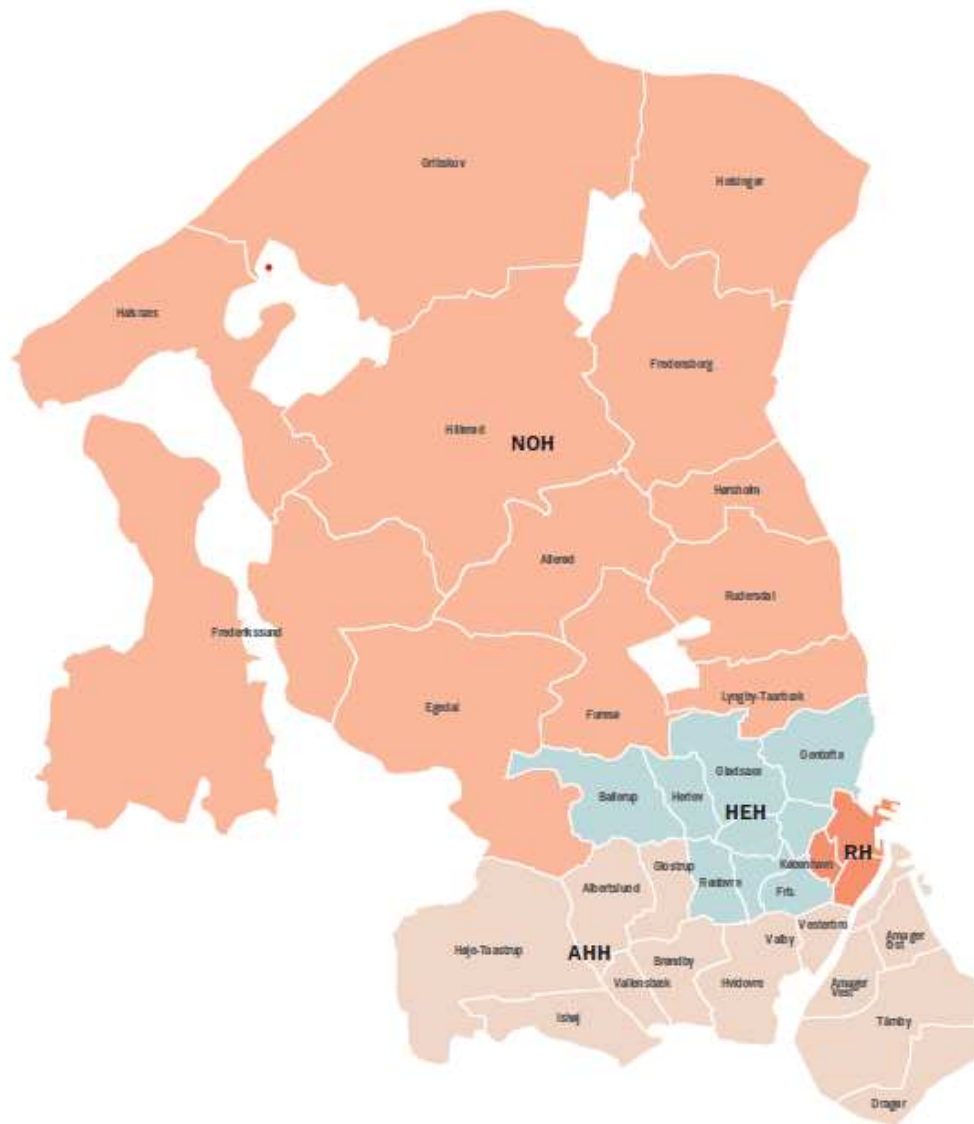 Gribskov
Helsingør
Halsnæs
Fredensborg
Hillerød
NOH
Hørsholm
Allerød
Rudersdal
Frederikssund
Lyngby-Taarbæk
Egedal
Furesø
Gentofte
Gladsaxe
Ballerup
Herlev
HEH
RH
København
Glostrup
Rødovre
Albertslund
Frb.
Vesterbro
Valby
Amager
Øst
Høje-Taastrup
AHH
Brøndby
Vallensbæk
Hvidovre
Amager
Vest
Ishøj
Tårnby
Dragør